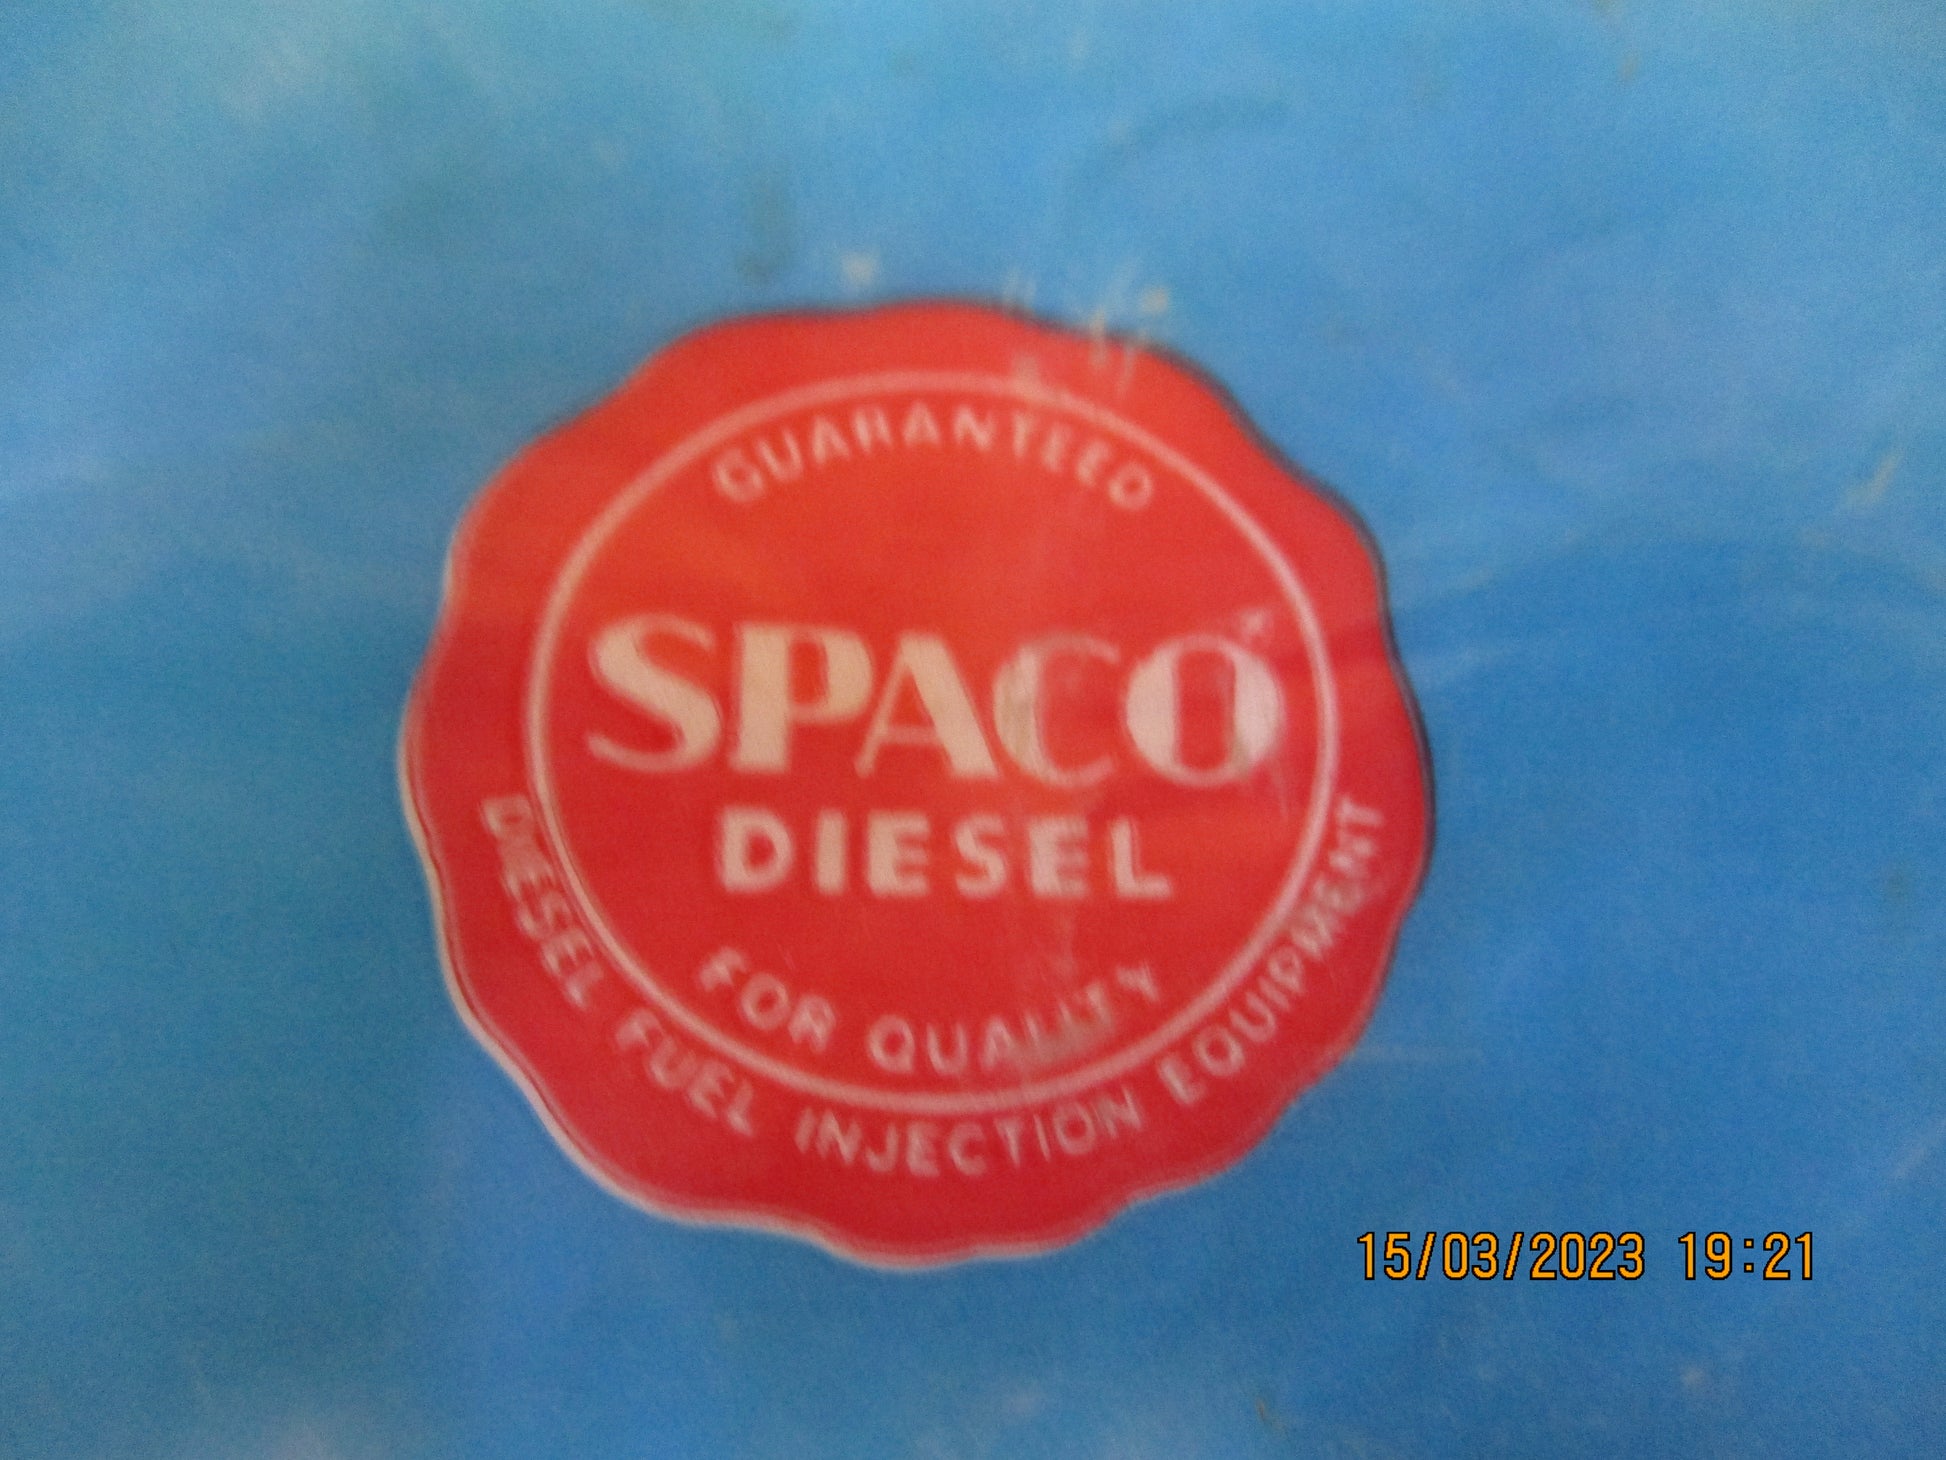 GUARANTEED
SPACO
DIESEL
FOR QUALITY
DIESEL FUEL INJECTION EQUIPMENT
15/03/2023 19:21